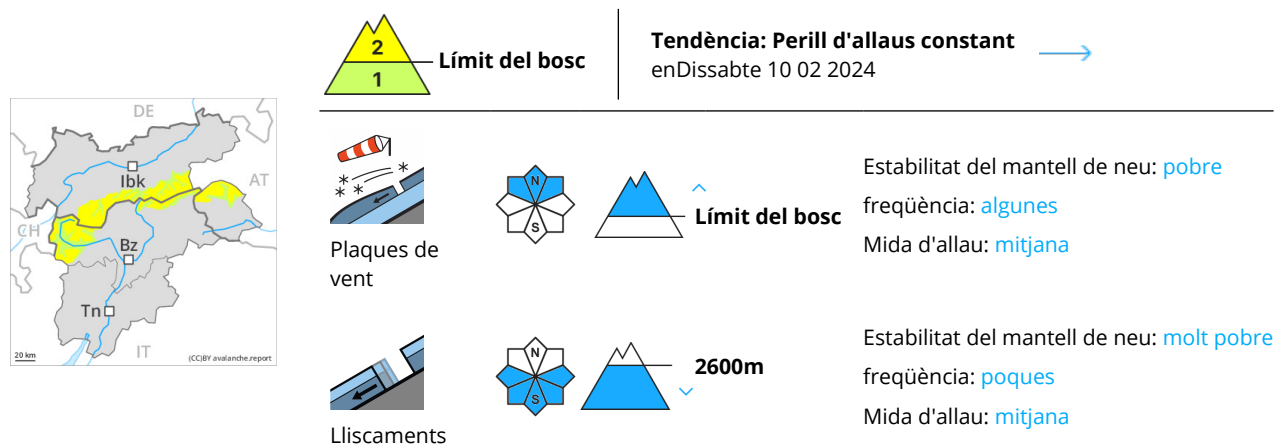 2
1
Límit del bosc
Tendència: Perill d'allaus constant
enDissabte 10 02 2024
DE
Ibk
AT
CH
Bz
Tn
IT
20 km
(CC)BY avalanche.report
Plaques de
vent
N
S
Límit del bosc
Estabilitat del mantell de neu: pobre
freqüència: algunes
Mida d'allau: mitjana
Lliscaments
N
S
2600m
Estabilitat del mantell de neu: molt pobre
freqüència: poques
Mida d'allau: mitjana